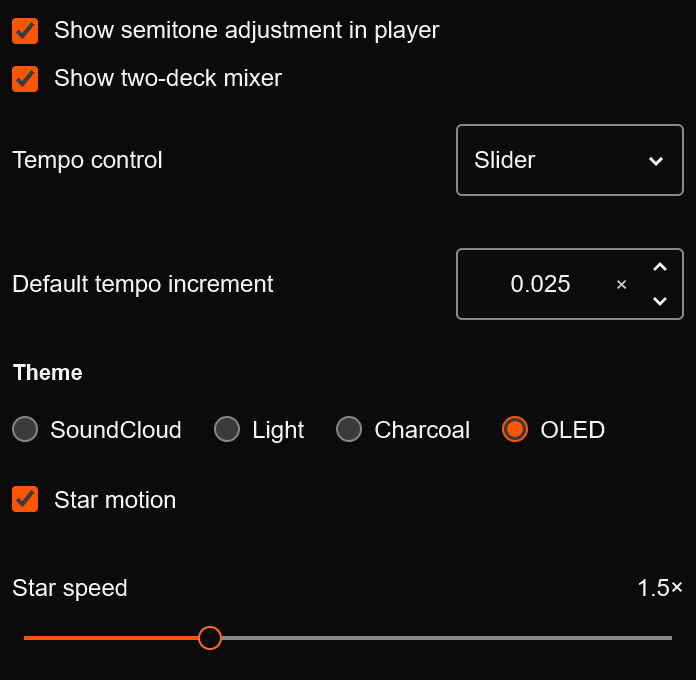 Show semitone adjustment in player
Show two-deck mixer
Tempo control Slider
Default tempo increment 0.025 ×
Theme
SoundCloud Light Charcoal OLED
Star motion
Star speed 1.5×